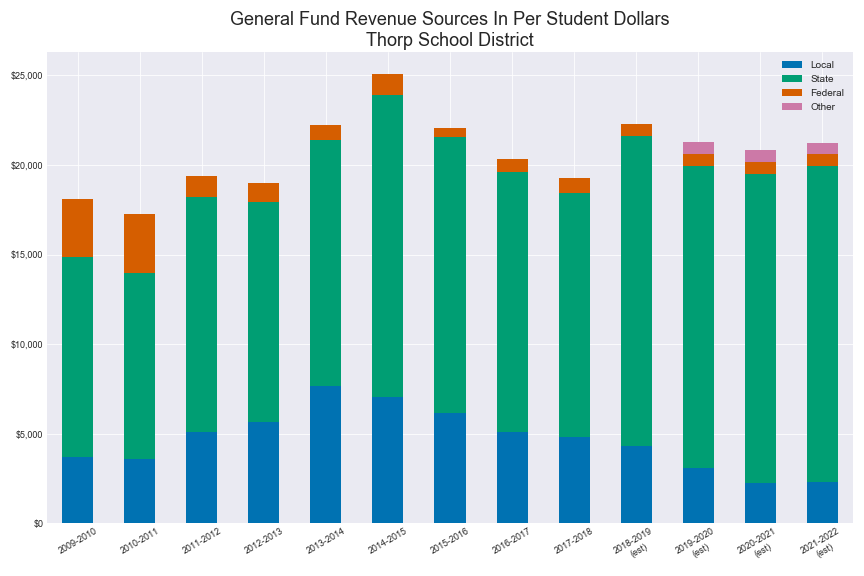 General Fund Revenue Sources In Per Student Dollars
Thorp School District
Local
State
Federal
Other
$25,000
$20,000
$15,000
$10,000
$5,000
$0
2009-2010
2010-2011
2011-2012
2012-2013
2013-2014
2014-2015
2015-2016
2016-2017
2017-2018
2018-2019
(est)
2019-2020
(est)
2020-2021
(est)
2021-2022
(est)